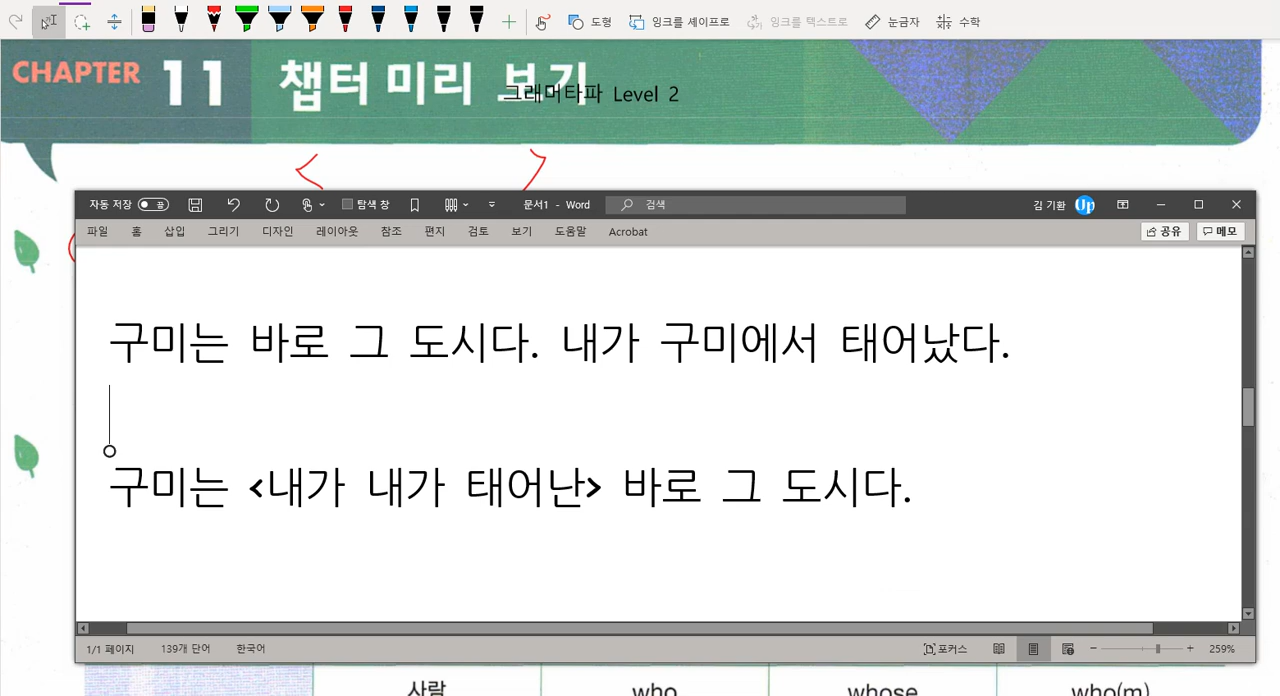 도형 잉크를 셰이프로 잉크를 텍스트로 눈금자 수학
CHAPTER 11 챕터 미리 보기
그래머타파 Level 2
자동 저장 끔 탐색 창 문서1 - Word 검색 김 기환 Up
파일 홈 삽입 그리기 디자인 레이아웃 참조 편지 검토 보기 도움말 Acrobat 공유 메모
구미는 바로 그 도시다. 내가 구미에서 태어났다.
구미는 <내가 내가 태어난> 바로 그 도시다.
1/1 페이지 139개 단어 한국어 포커스 259%
사람 who whose who(m)